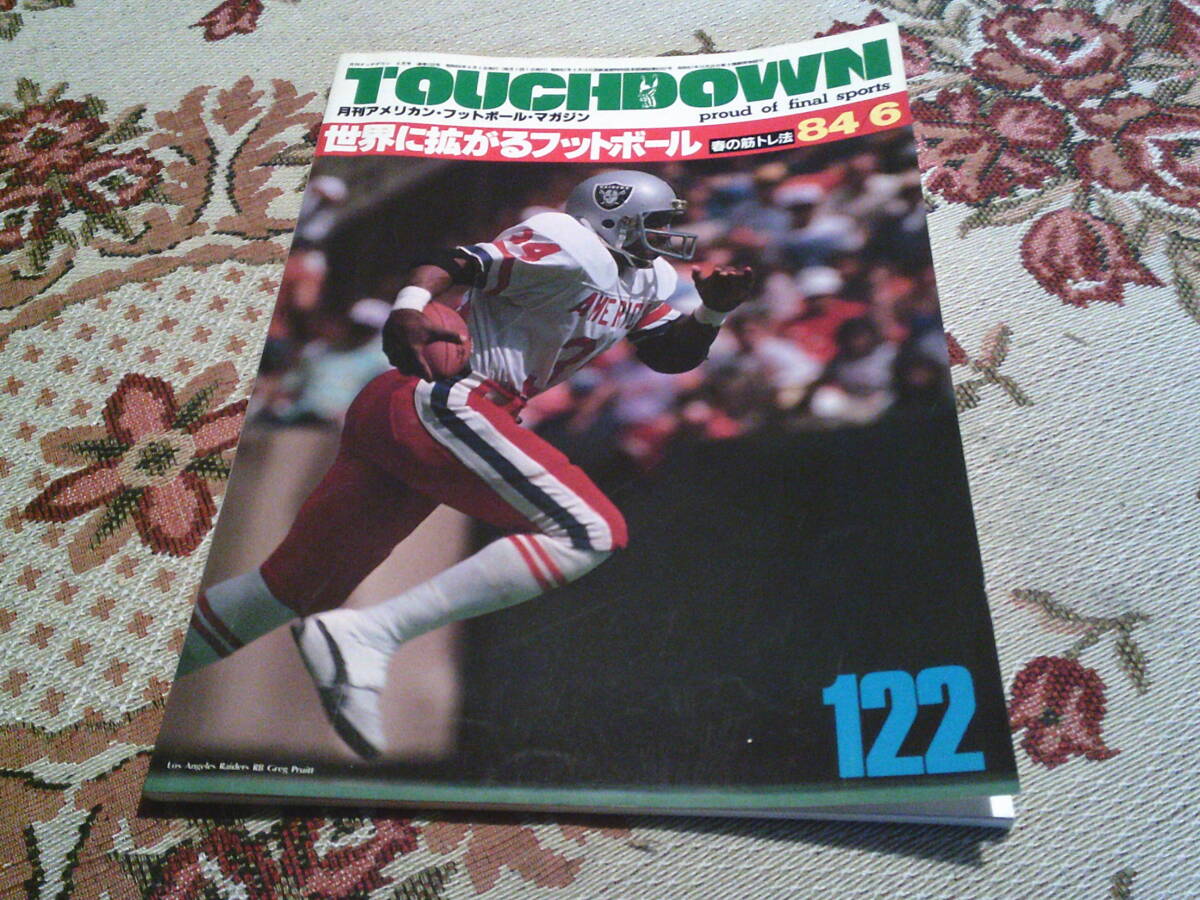 TOUCHDOWN
proud of final sports
月刊アメリカン・フットボール・マガジン
世界に拡がるフットボール 春の筋トレ法 84 6
RAIDERS
34
AMERICA
122
Los Angeles Raiders RB Greg Pruitt